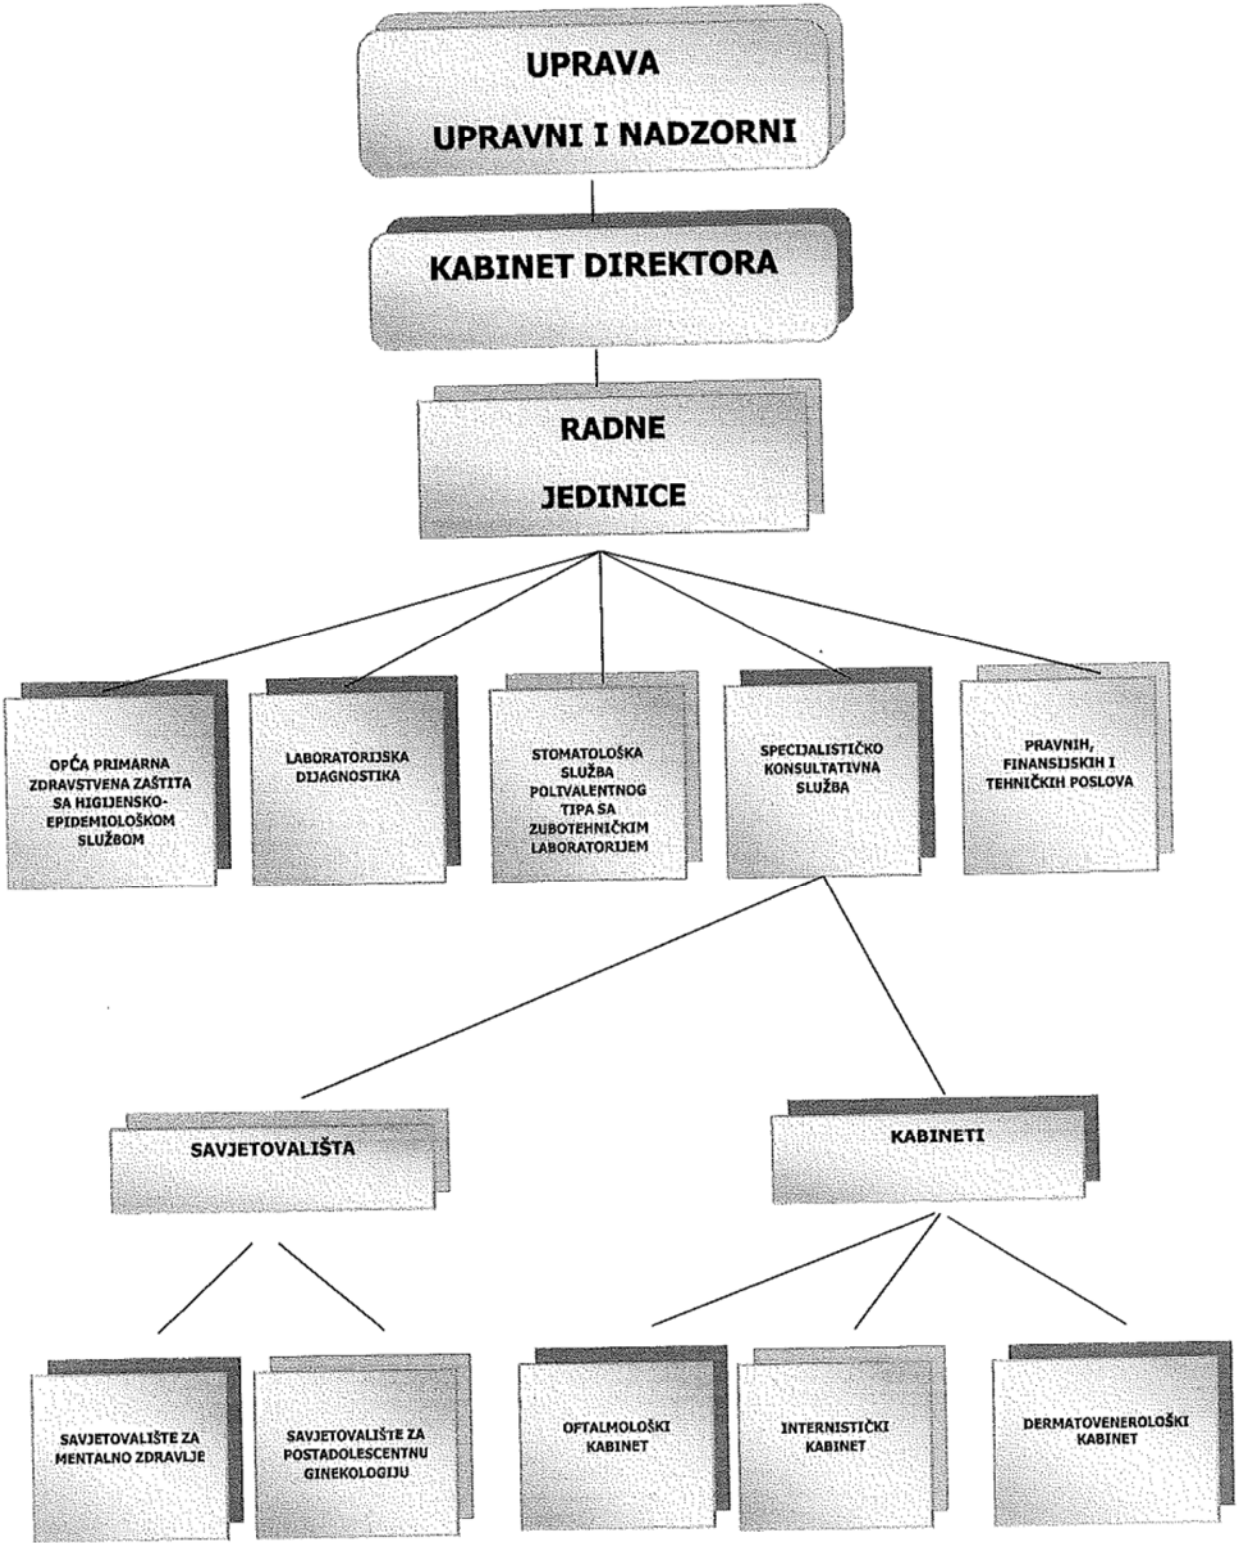 UPRAVA
UPRAVNI I NADZORNI
KABINET DIREKTORA
RADNE
JEDINICE
OPĆA PRIMARNA
ZDRAVSTVENA ZAŠTITA
SA HIGIJENSKO-
EPIDEMIOLOŠKOM
SLUŽBOM
LABORATORIJSKA
DIJAGNOSTIKA
STOMATOLOŠKA
SLUŽBA
POLIVALENTNOG
TIPA SA
ZUBOTEHNIČKIM
LABORATORIJEM
SPECIJALISTIČKO
KONSULTATIVNA
SLUŽBA
PRAVNIH,
FINANSIJSKIH I
TEHNIČKIH POSLOVA
SAVJETOVALIŠTA
KABINETI
SAVJETOVALIŠTE ZA
MENTALNO ZDRAVLJE
SAVJETOVALIŠTE ZA
POSTADOLESCENTNU
GINEKOLOGIJU
OFTALMOLOŠKI
KABINET
INTERNISTIČKI
KABINET
DERMATOVENEROLOŠKI
KABINET